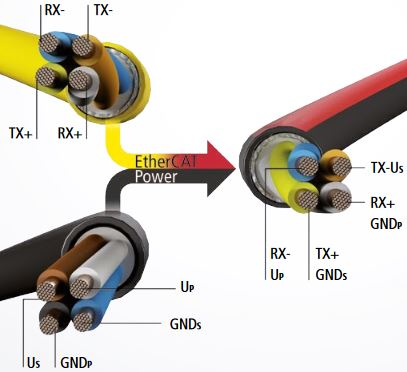 RX- TX-
TX+ RX+
EtherCAT
Power
TX-Us
RX+
GNDP
RX- TX+
UP GNDs
UP
GNDs
Us GNDP